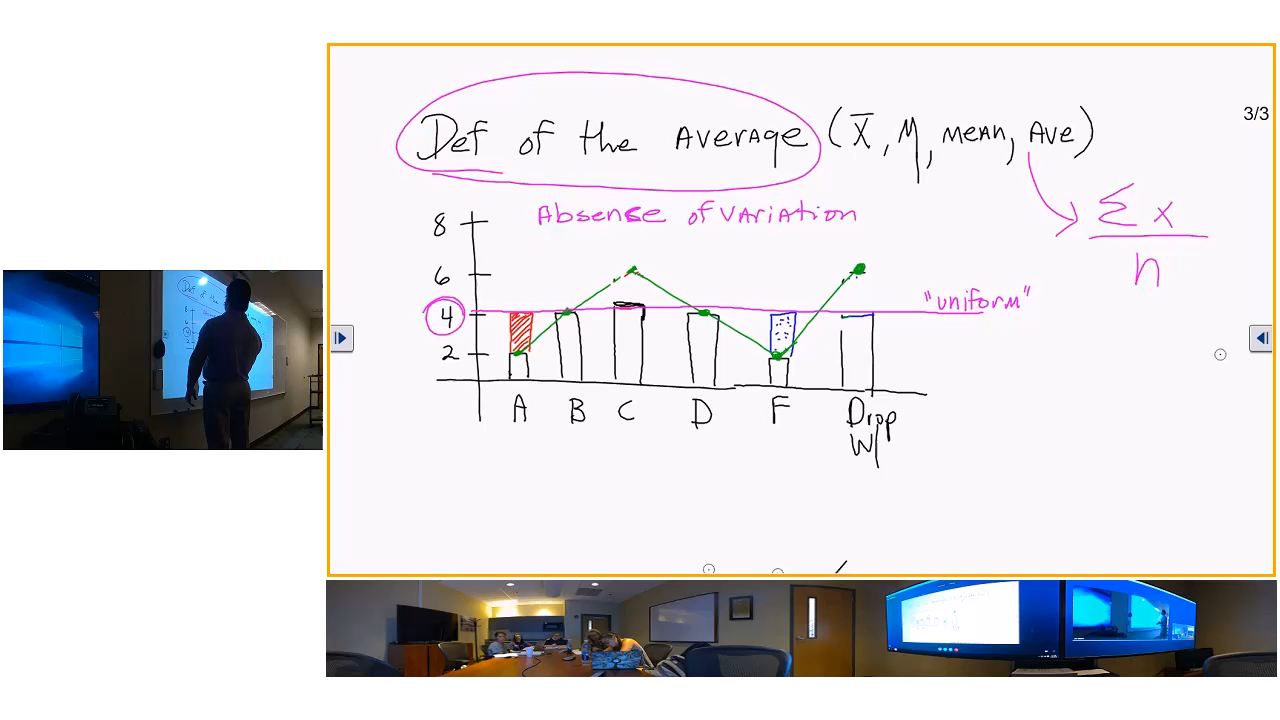 3/3
Def of the Average (X̄, M, mean, Ave)
Absense of variation
Σx
n
8
6
4
2
"uniform"
A B C D F Drop
W/